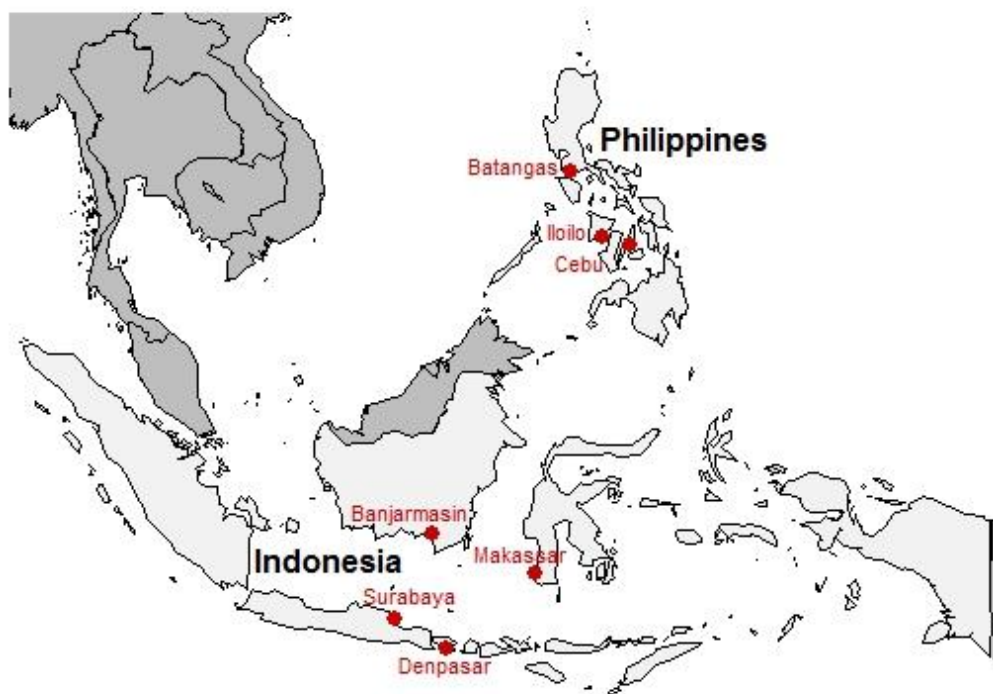 Philippines
Batangas
Iloilo
Cebu
Banjarmasin
Indonesia
Makassar
Surabaya
Denpasar